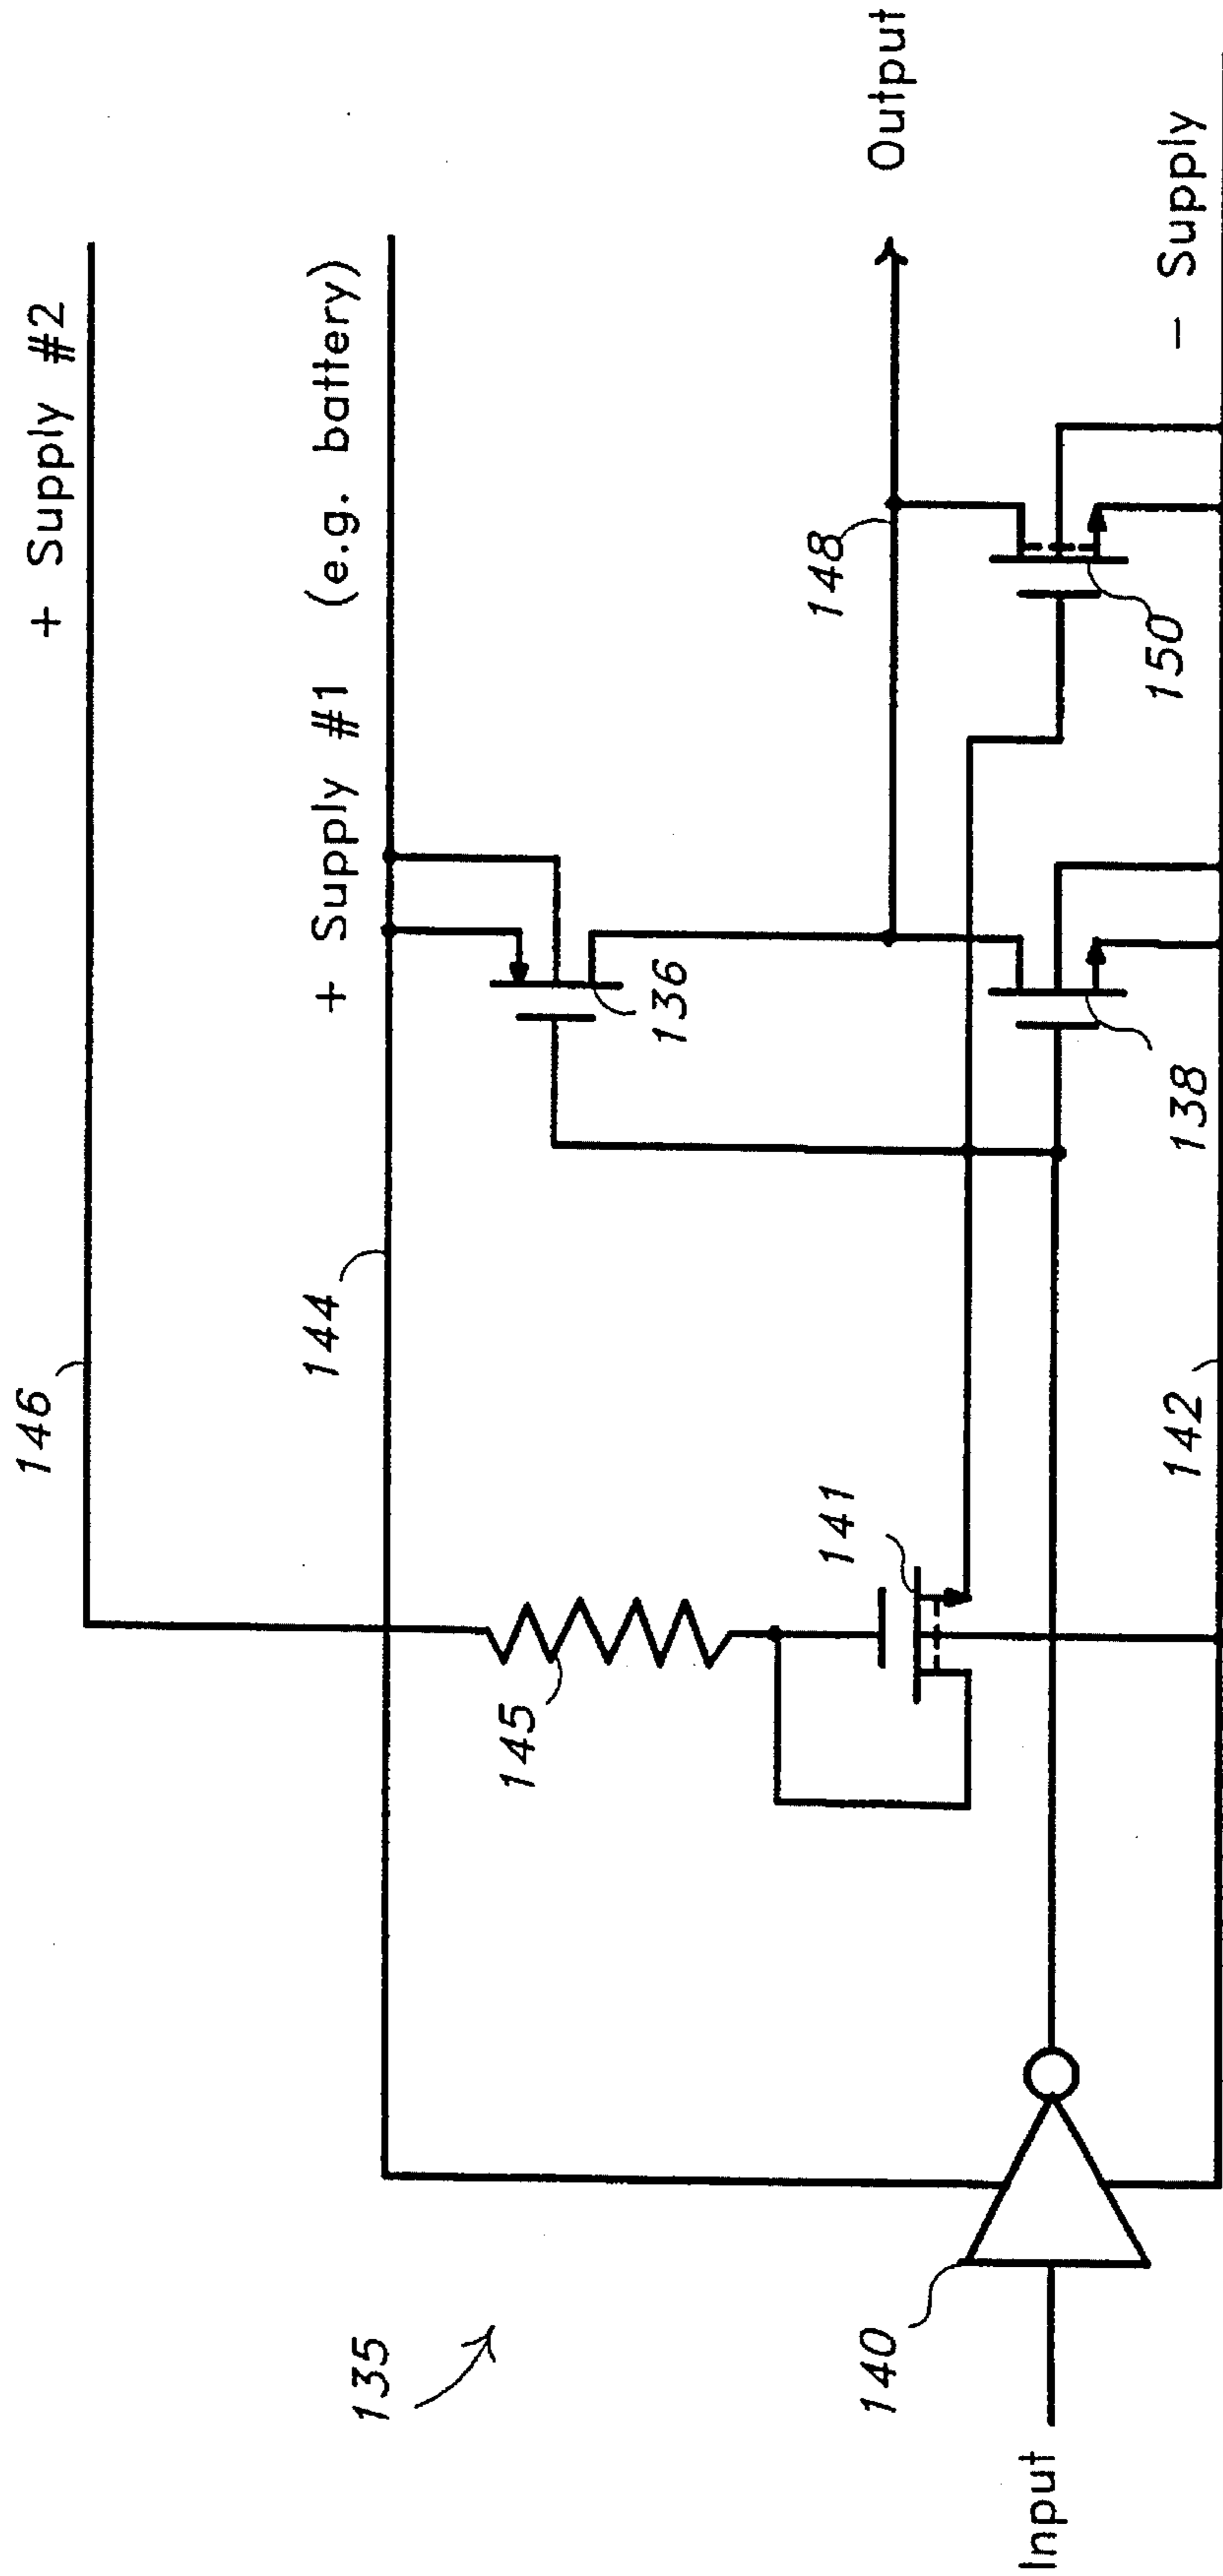 + Supply #2
146
+ Supply #1 (e.g. battery)
144
145
136
141
148
Output
135
140
138
150
142
- Supply
Input